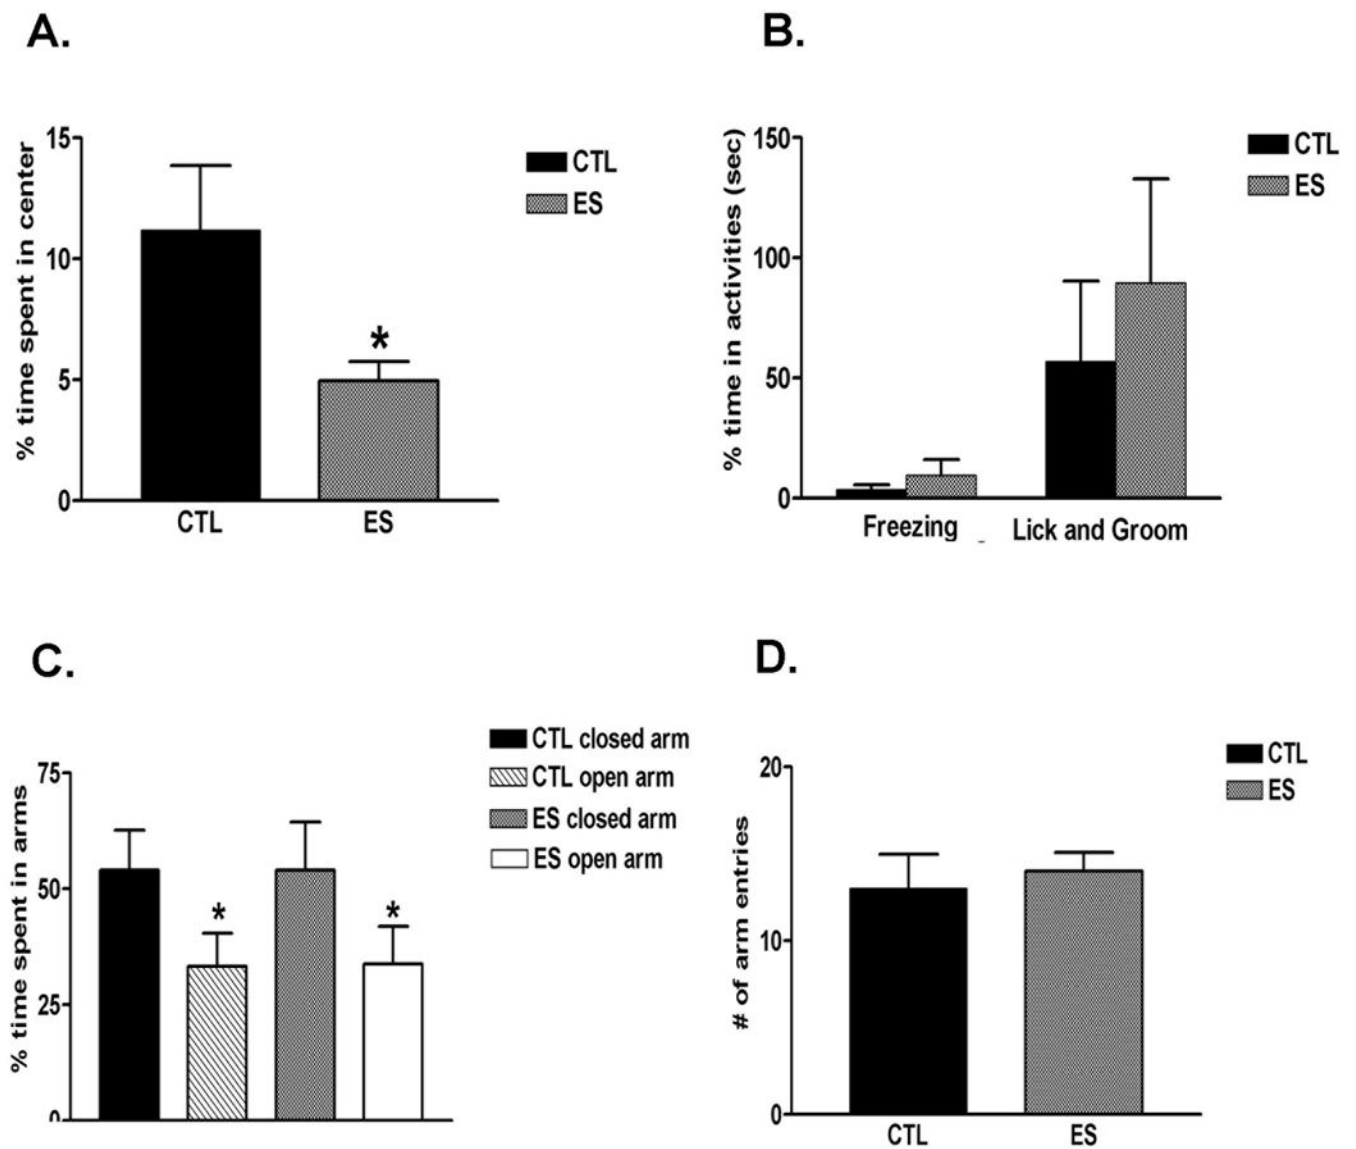 A.
% time spent in center
15
10
5
0
*
CTL
ES
CTL
ES
B.
% time in activities (sec)
150
100
50
0
CTL
ES
Freezing
Lick and Groom
C.
% time spent in arms
75
50
25
0
*
*
CTL closed arm
CTL open arm
ES closed arm
ES open arm
D.
# of arm entries
20
10
0
CTL
ES
CTL
ES